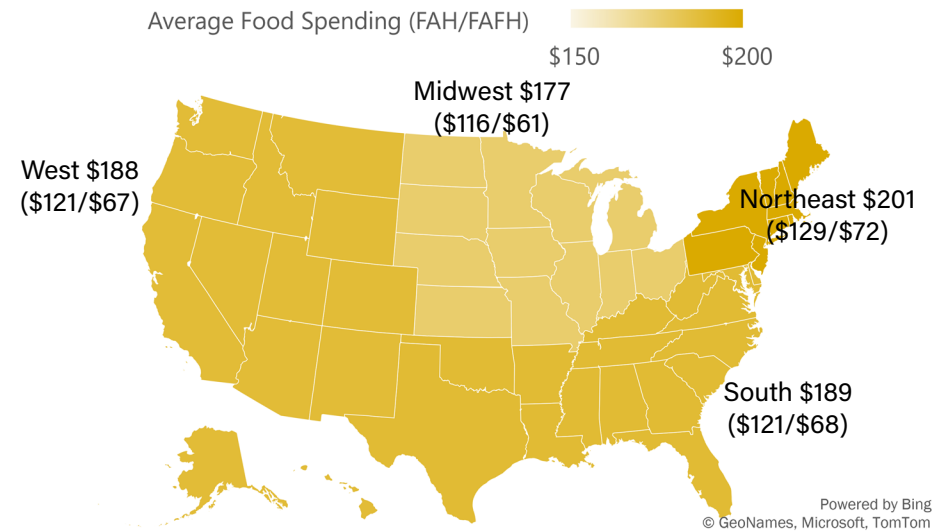 Average Food Spending (FAH/FAFH)
$150
$200
Midwest $177
($116/$61)
West $188
($121/$67)
Northeast $201
($129/$72)
South $189
($121/$68)
Powered by Bing
© GeoNames, Microsoft, TomTom